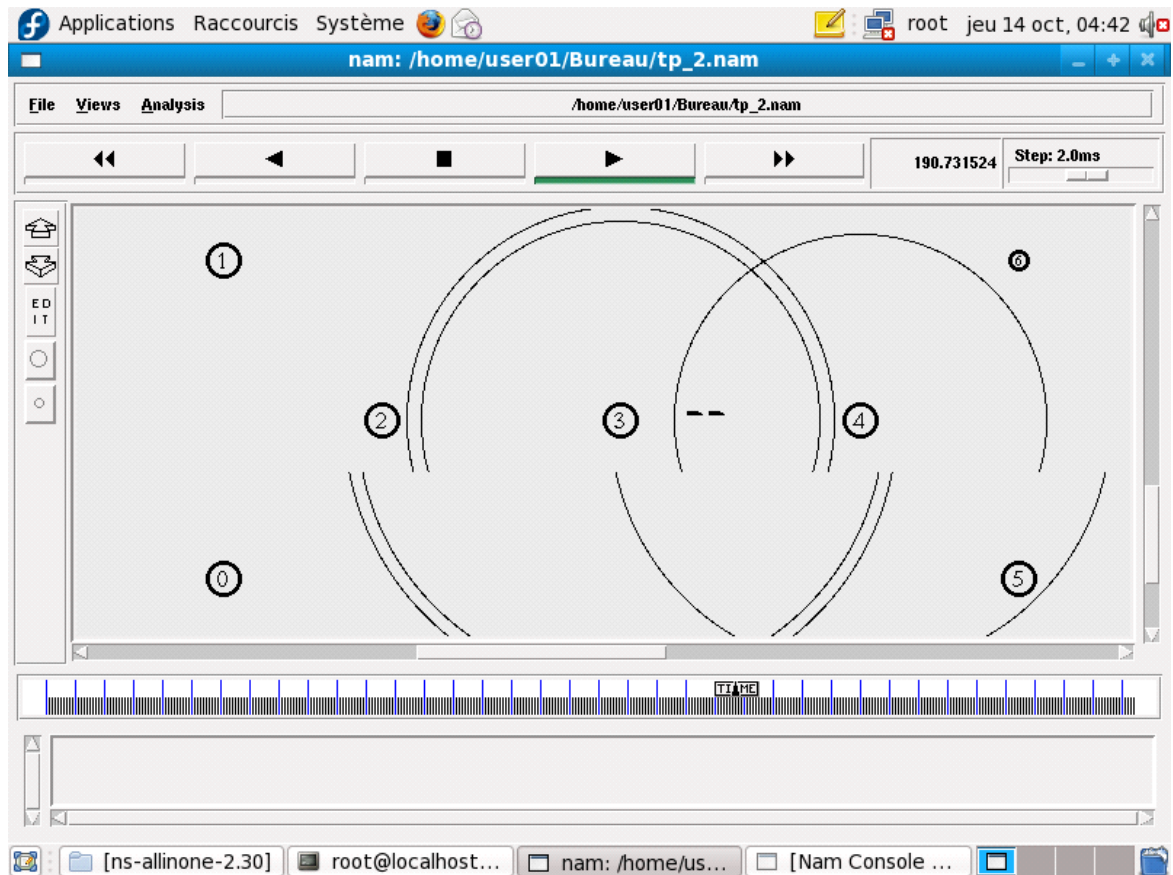 Applications Raccourcis Système root jeu 14 oct, 04:42
nam: /home/user01/Bureau/tp_2.nam
File Views Analysis /home/user01/Bureau/tp_2.nam
190.731524 Step: 2.0ms
E D
I T
1
6
2 3 4
0 5
TIME
[ns-allinone-2.30] root@localhost... nam: /home/us... [Nam Console ...